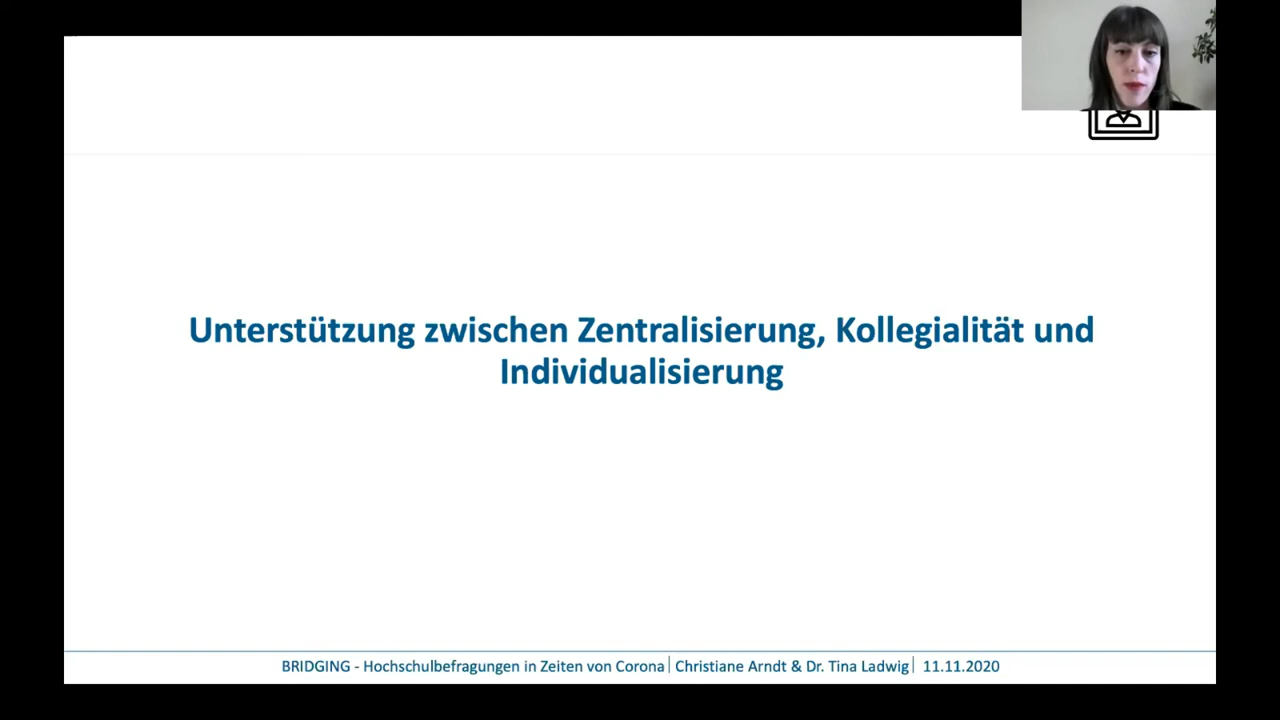 Unterstützung zwischen Zentralisierung, Kollegialität und
Individualisierung
BRIDGING - Hochschulbefragungen in Zeiten von Corona | Christiane Arndt & Dr. Tina Ladwig | 11.11.2020